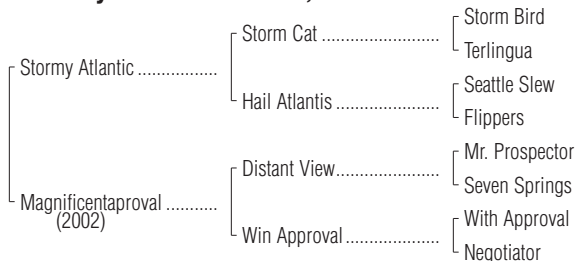 Storm Bird
Storm Cat ........................
Terlingua
Stormy Atlantic ................
Seattle Slew
Hail Atlantis .....................
Flippers
Mr. Prospector
Distant View.....................
Seven Springs
Magnificentaproval ..........
(2002)
With Approval
Win Approval...................
Negotiator